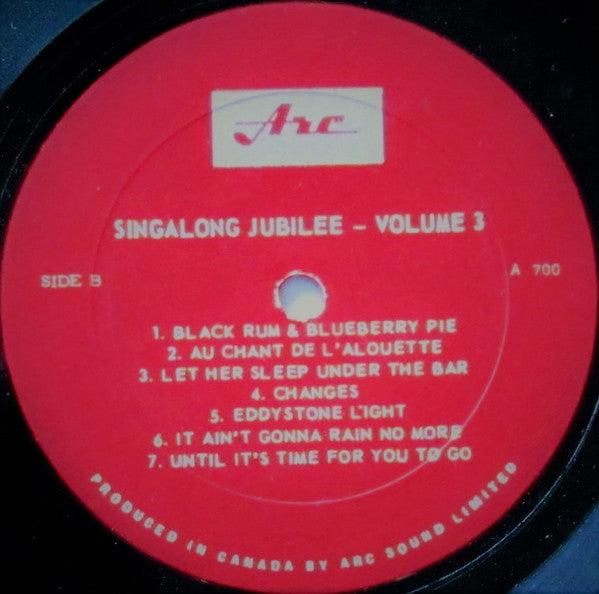 Arc
SINGALONG JUBILEE – VOLUME 3
SIDE B
A 700
1. BLACK RUM & BLUEBERRY PIE
2. AU CHANT DE L'ALOUETTE
3. LET HER SLEEP UNDER THE BAR
4. CHANGES
5. EDDYSTONE LIGHT
6. IT AIN'T GONNA RAIN NO MORE
7. UNTIL IT'S TIME FOR YOU TO GO
PRODUCED IN CANADA BY ARC SOUND LIMITED